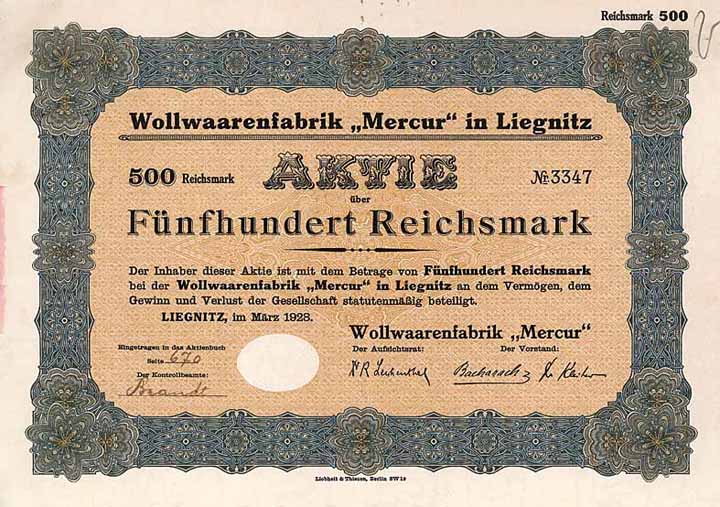 Reichsmark 500
Wollwaarenfabrik „Mercur“ in Liegnitz
500 Reichsmark AKTIE № 3347
über
Fünfhundert Reichsmark
Der Inhaber dieser Aktie ist mit dem Betrage von Fünfhundert Reichsmark
bei der Wollwaarenfabrik „Mercur“ in Liegnitz an dem Vermögen, dem
Gewinn und Verlust der Gesellschaft statutenmäßig beteiligt.
LIEGNITZ, im März 1928.
Wollwaarenfabrik „Mercur“
Der Aufsichtsrat: Der Vorstand:
Eingetragen in das Aktienbuch
Seite 670
Der Kontrollbeamte:
Brandt
Bacharach
Liebheit & Thiesen, Berlin SW 19